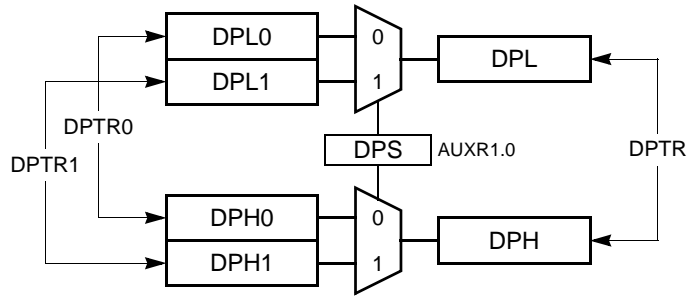 DPL0 0 DPL
DPL1 1
DPTR0 DPS AUXR1.0 DPTR
DPTR1
DPH0 0 DPH
DPH1 1